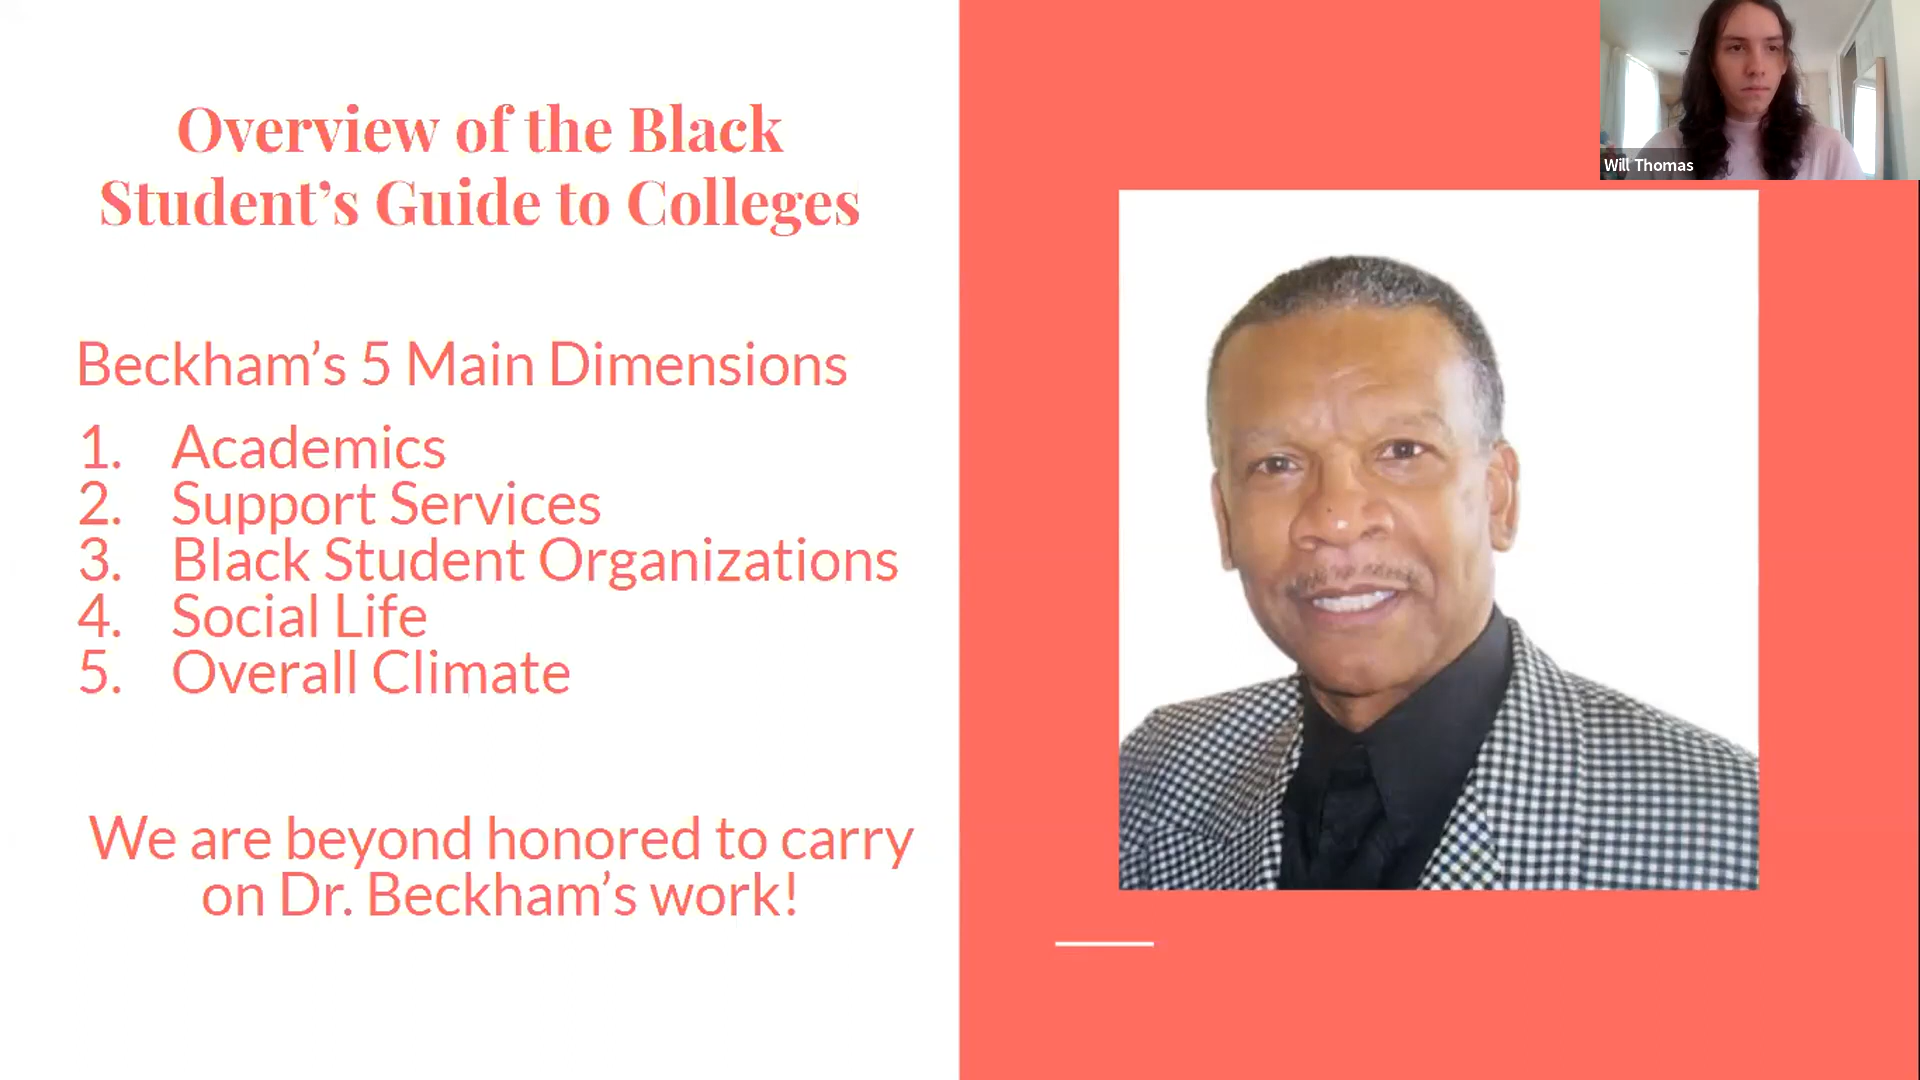 Overview of the Black
Student’s Guide to Colleges
Beckham’s 5 Main Dimensions
1. Academics
2. Support Services
3. Black Student Organizations
4. Social Life
5. Overall Climate
We are beyond honored to carry
on Dr. Beckham’s work!
Will Thomas